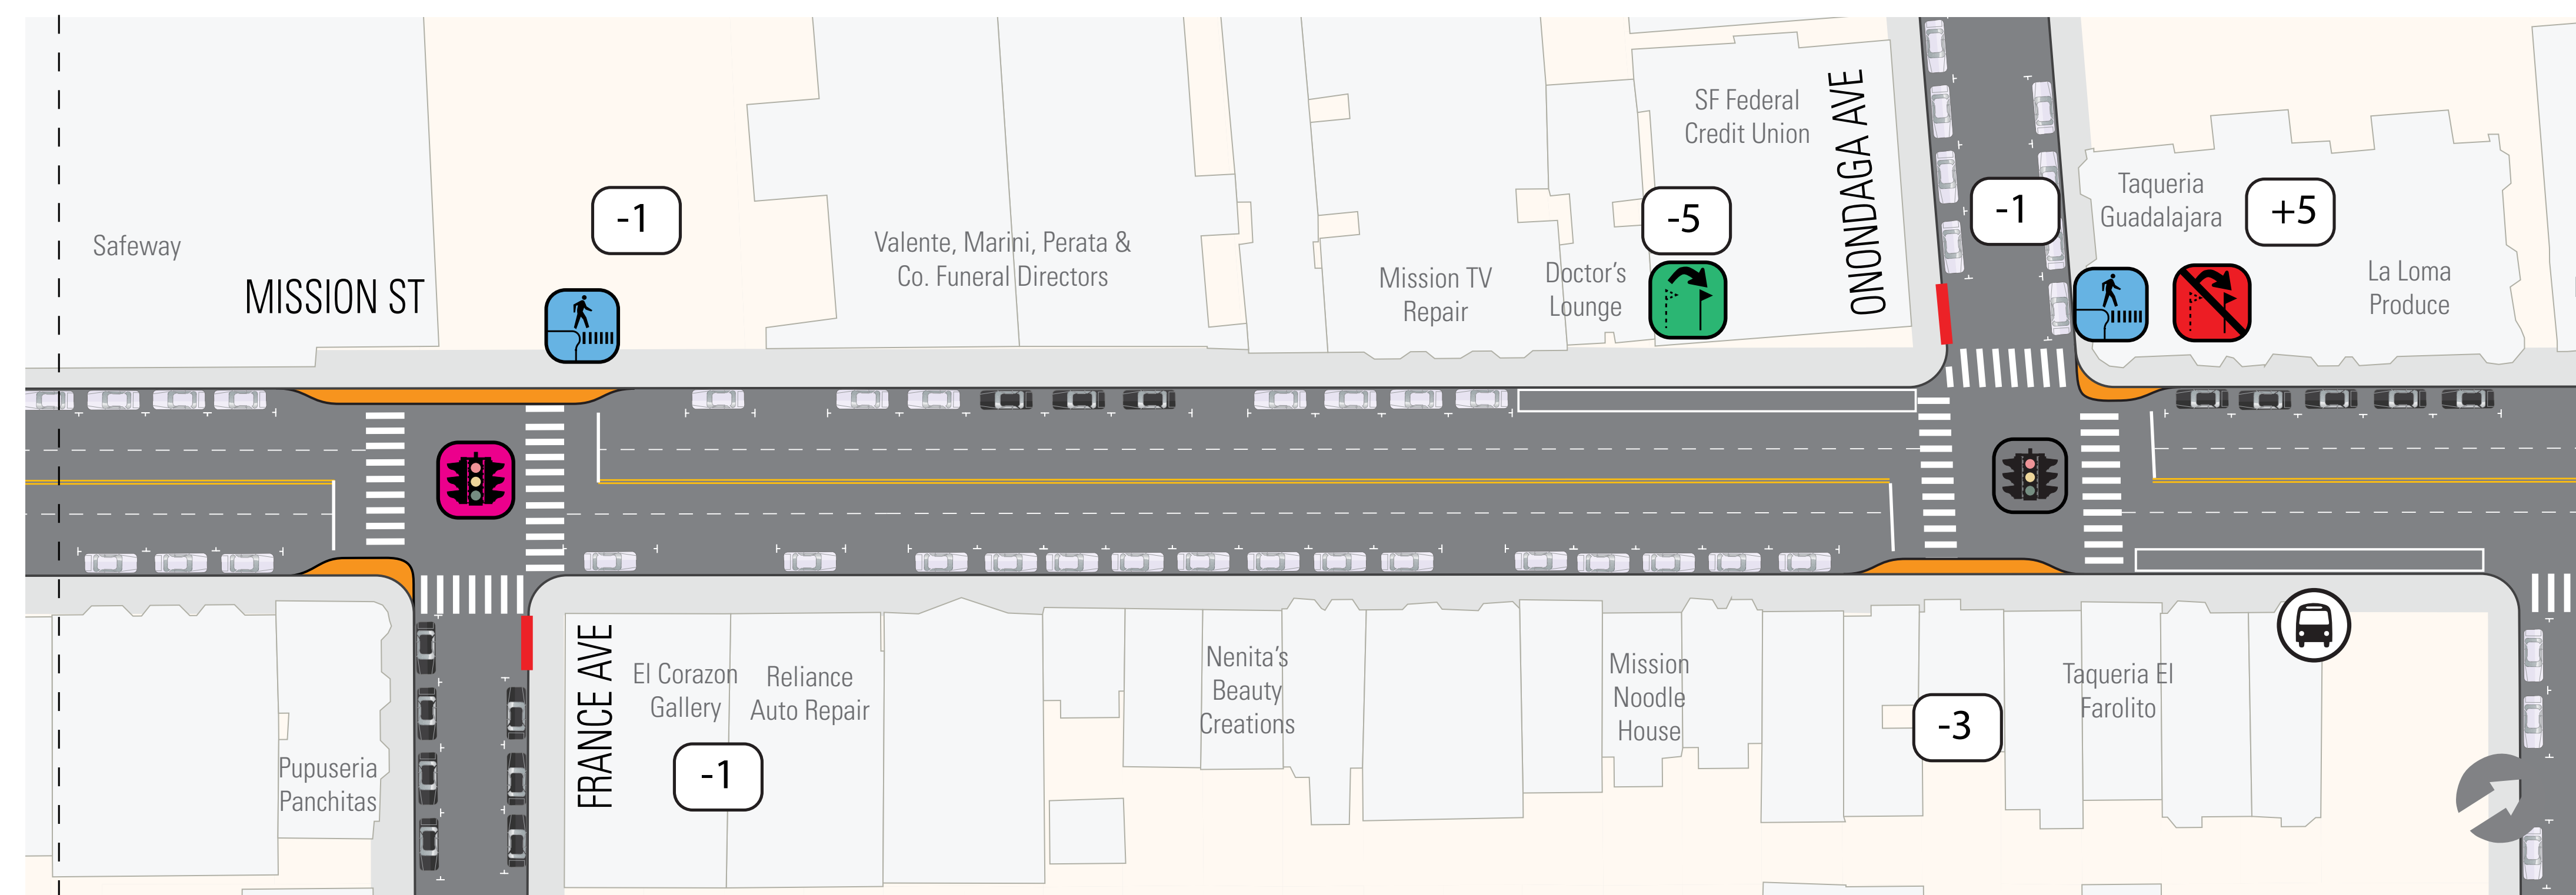 Safeway
MISSION ST
-1
Valente, Marini, Perata &
Co. Funeral Directors
Mission TV
Repair
Doctor's
Lounge
-5
SF Federal
Credit Union
ONONDAGA AVE
-1
Taqueria
Guadalajara
+5
La Loma
Produce
Pupuseria
Panchitas
FRANCE AVE
El Corazon
Gallery
Reliance
Auto Repair
-1
Nenita's
Beauty
Creations
Mission
Noodle
House
-3
Taqueria El
Farolito